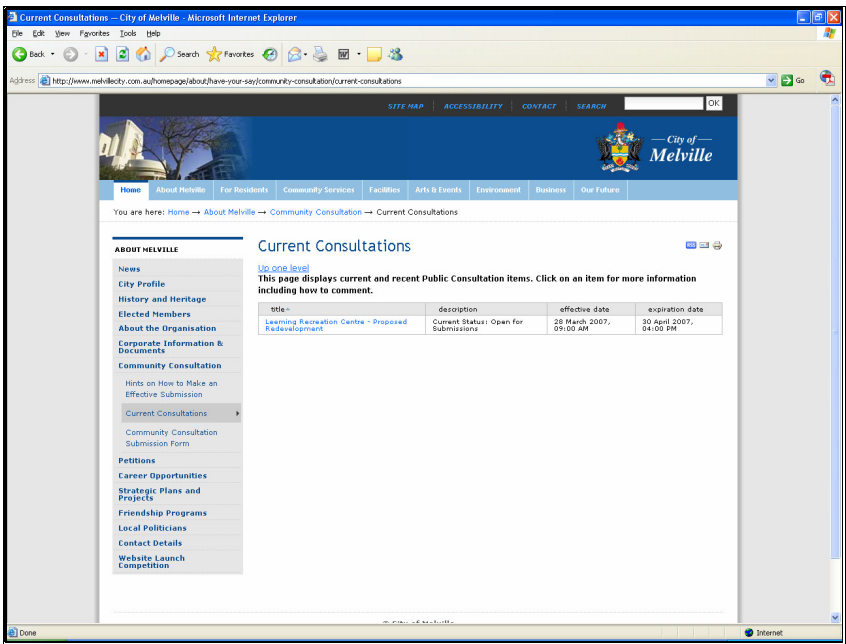 Current Consultations — City of Melville - Microsoft Internet Explorer
File Edit View Favorites Tools Help
Back Search Favorites
Address http://www.melvillecity.com.au/homepage/about/have-your-say/community-consultation/current-consultations Go
SITE MAP ACCESSIBILITY CONTACT SEARCH OK
— City of —
Melville
Home About Melville For Residents Community Services Facilities Arts & Events Environment Business Our Future
You are here: Home → About Melville → Community Consultation → Current Consultations
ABOUT MELVILLE
News
City Profile
History and Heritage
Elected Members
About the Organisation
Corporate Information &
Documents
Community Consultation
Hints on How to Make an
Effective Submission
Current Consultations
Community Consultation
Submission Form
Petitions
Career Opportunities
Strategic Plans and
Projects
Friendship Programs
Local Politicians
Contact Details
Website Launch
Competition
Current Consultations
Up one level
This page displays current and recent Public Consultation items. Click on an item for more information
including how to comment.
title description effective date expiration date
Leeming Recreation Centre - Proposed Current Status: Open for 28 March 2007, 30 April 2007,
Redevelopment Submissions 09:00 AM 04:00 PM
Done Internet